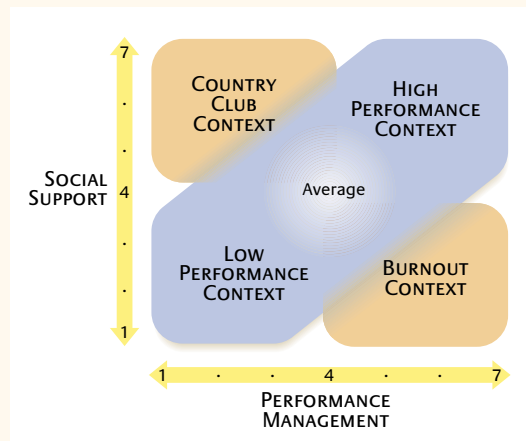 7
.
.
4
.
.
1
SOCIAL
SUPPORT
COUNTRY
CLUB
CONTEXT
HIGH
PERFORMANCE
CONTEXT
Average
LOW
PERFORMANCE
CONTEXT
BURNOUT
CONTEXT
1 . . 4 . . 7
PERFORMANCE
MANAGEMENT